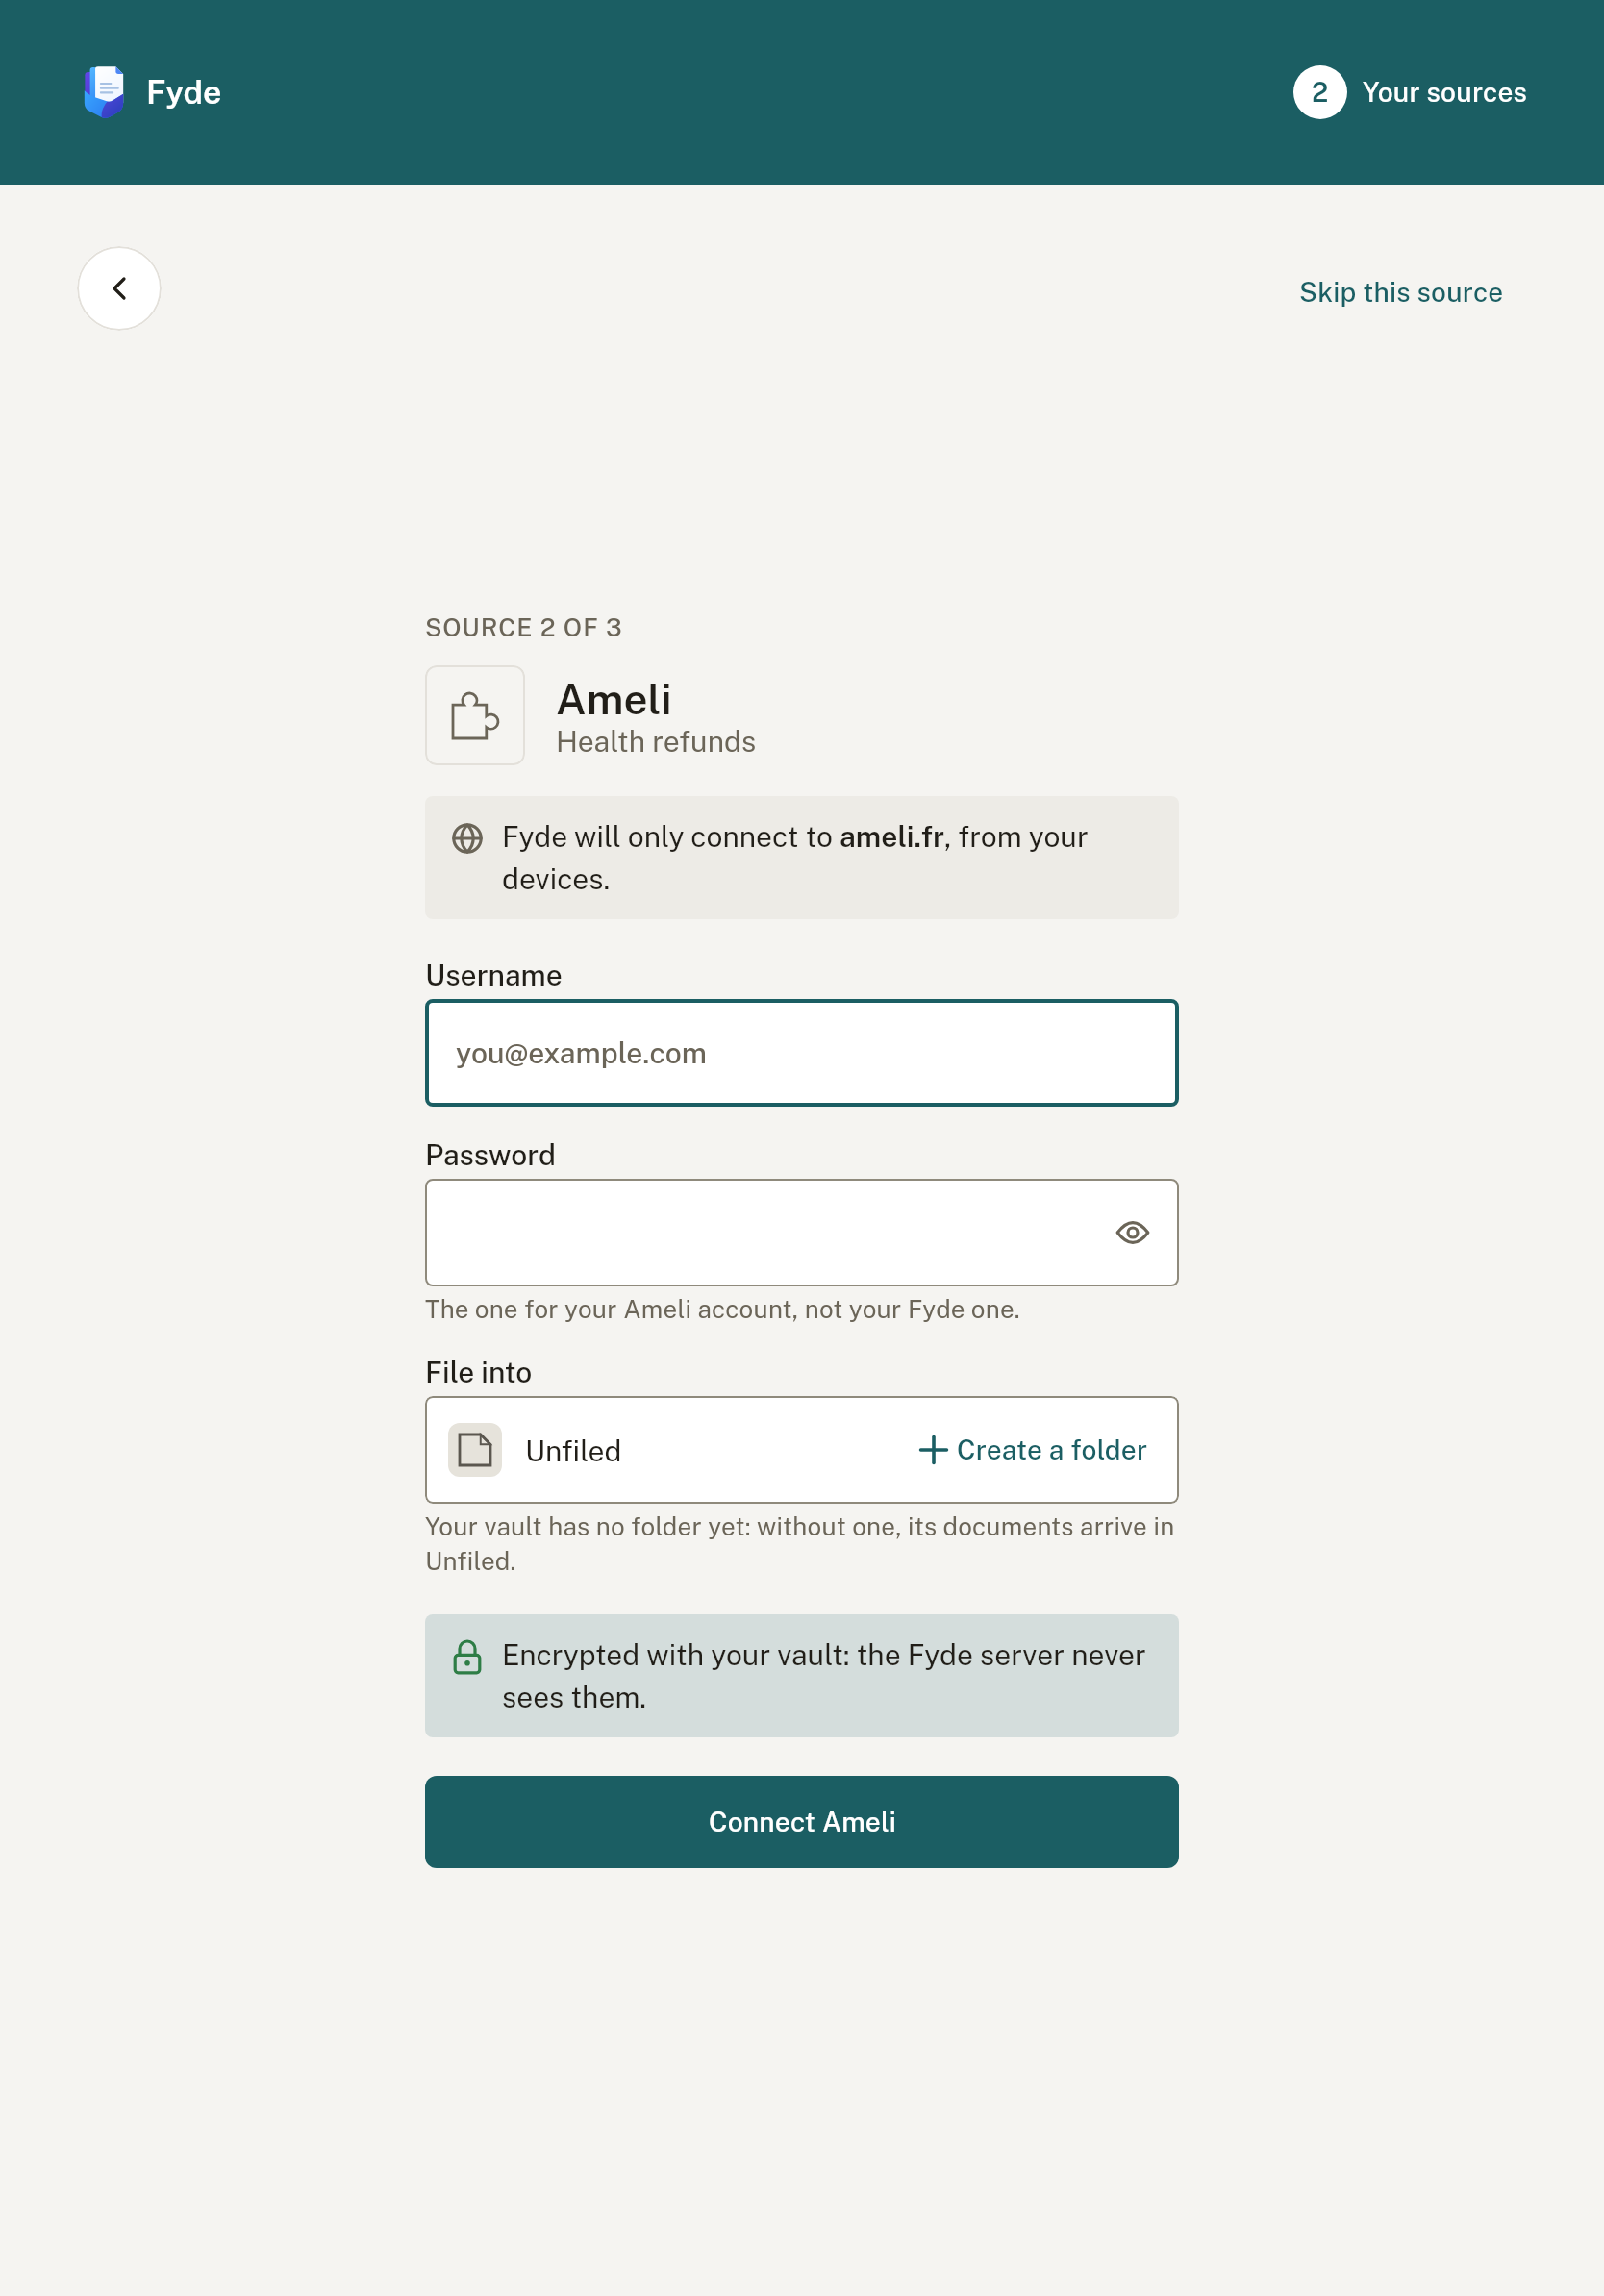 Fyde
2 Your sources
Skip this source
SOURCE 2 OF 3
Ameli
Health refunds
Fyde will only connect to ameli.fr, from your
devices.
Username
you@example.com
Password
The one for your Ameli account, not your Fyde one.
File into
Unfiled
Create a folder
Your vault has no folder yet: without one, its documents arrive in
Unfiled.
Encrypted with your vault: the Fyde server never
sees them.
Connect Ameli